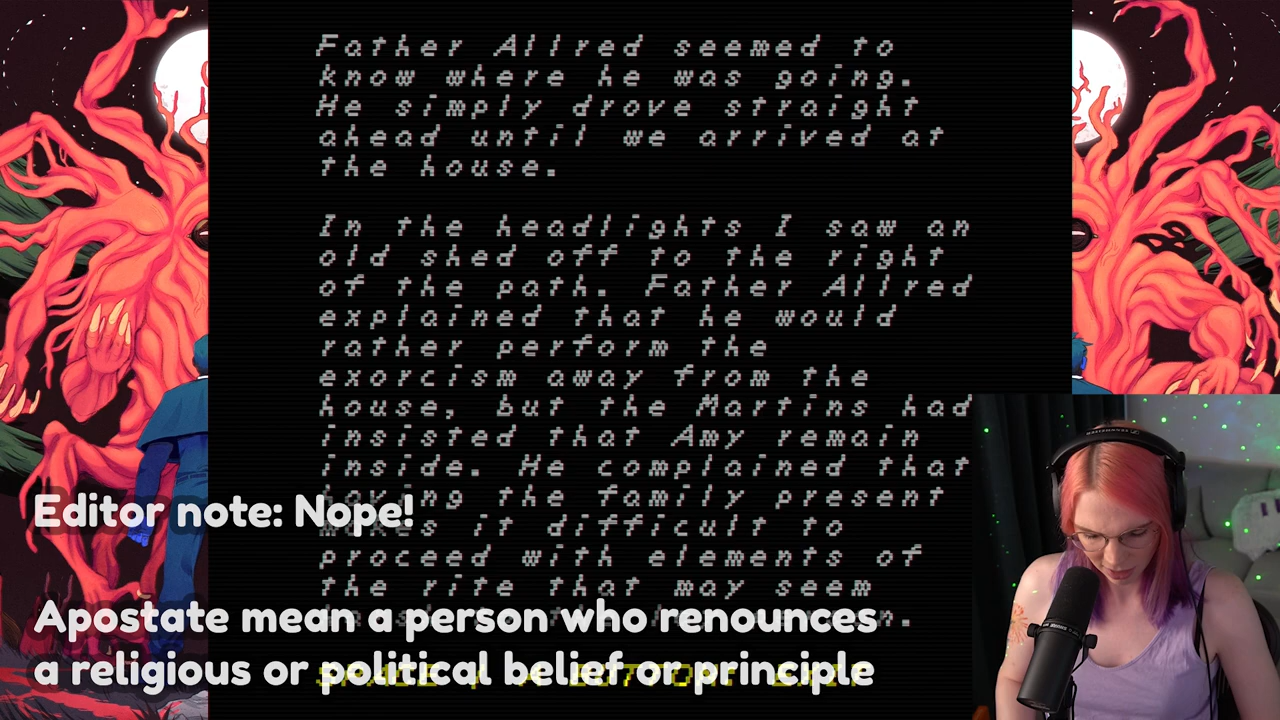 Father Allred seemed to
know where he was going.
He simply drove straight
ahead until we arrived at
the house.
In the headlights I saw an
old shed off to the right
of the path. Father Allred
explained that he would
rather perform the
exorcism away from the
house, but the Martins had
insisted that Amy remain
inside. He complained that
having the family present
makes it difficult to
proceed with elements of
the rite that may seem
Editor note: Nope!
Apostate mean a person who renounces
a religious or political belief or principle